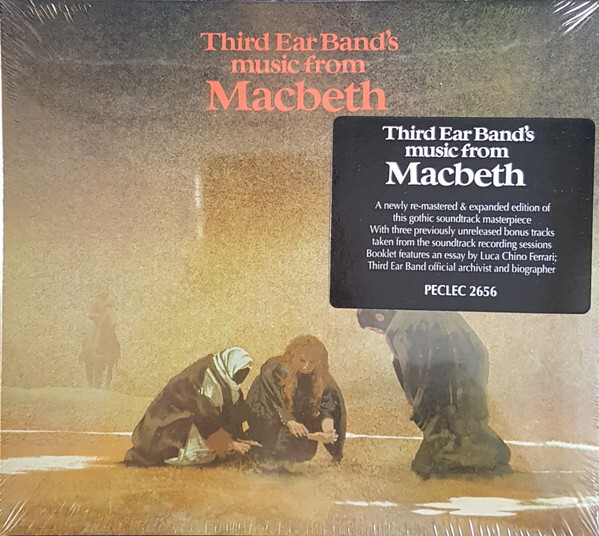 Third Ear Band's
music from
Macbeth
Third Ear Band's
music from
Macbeth
A newly re-mastered & expanded edition of
this gothic soundtrack masterpiece
With three previously unreleased bonus tracks
taken from the soundtrack recording sessions
Booklet features an essay by Luca Chino Ferrari;
Third Ear Band official archivist and biographer
PECLEC 2656